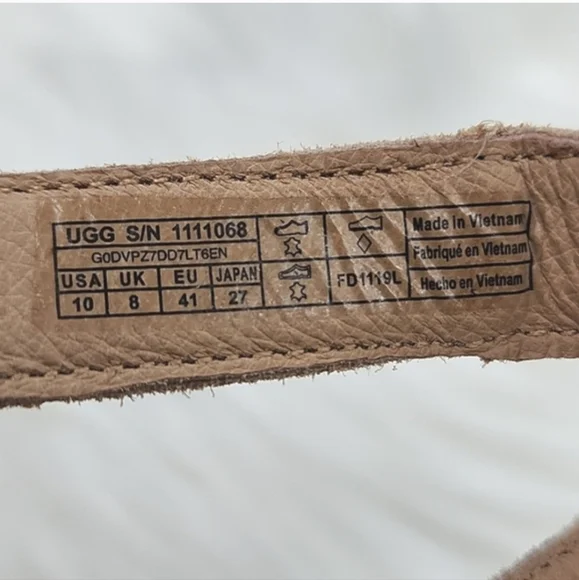 UGG S/N 1111068
G0DVPZ7DD7LT6EN
USA UK EU JAPAN
10 8 41 27
FD1119L
Made in Vietnam
Fabriqué en Vietnam
Hecho en Vietnam